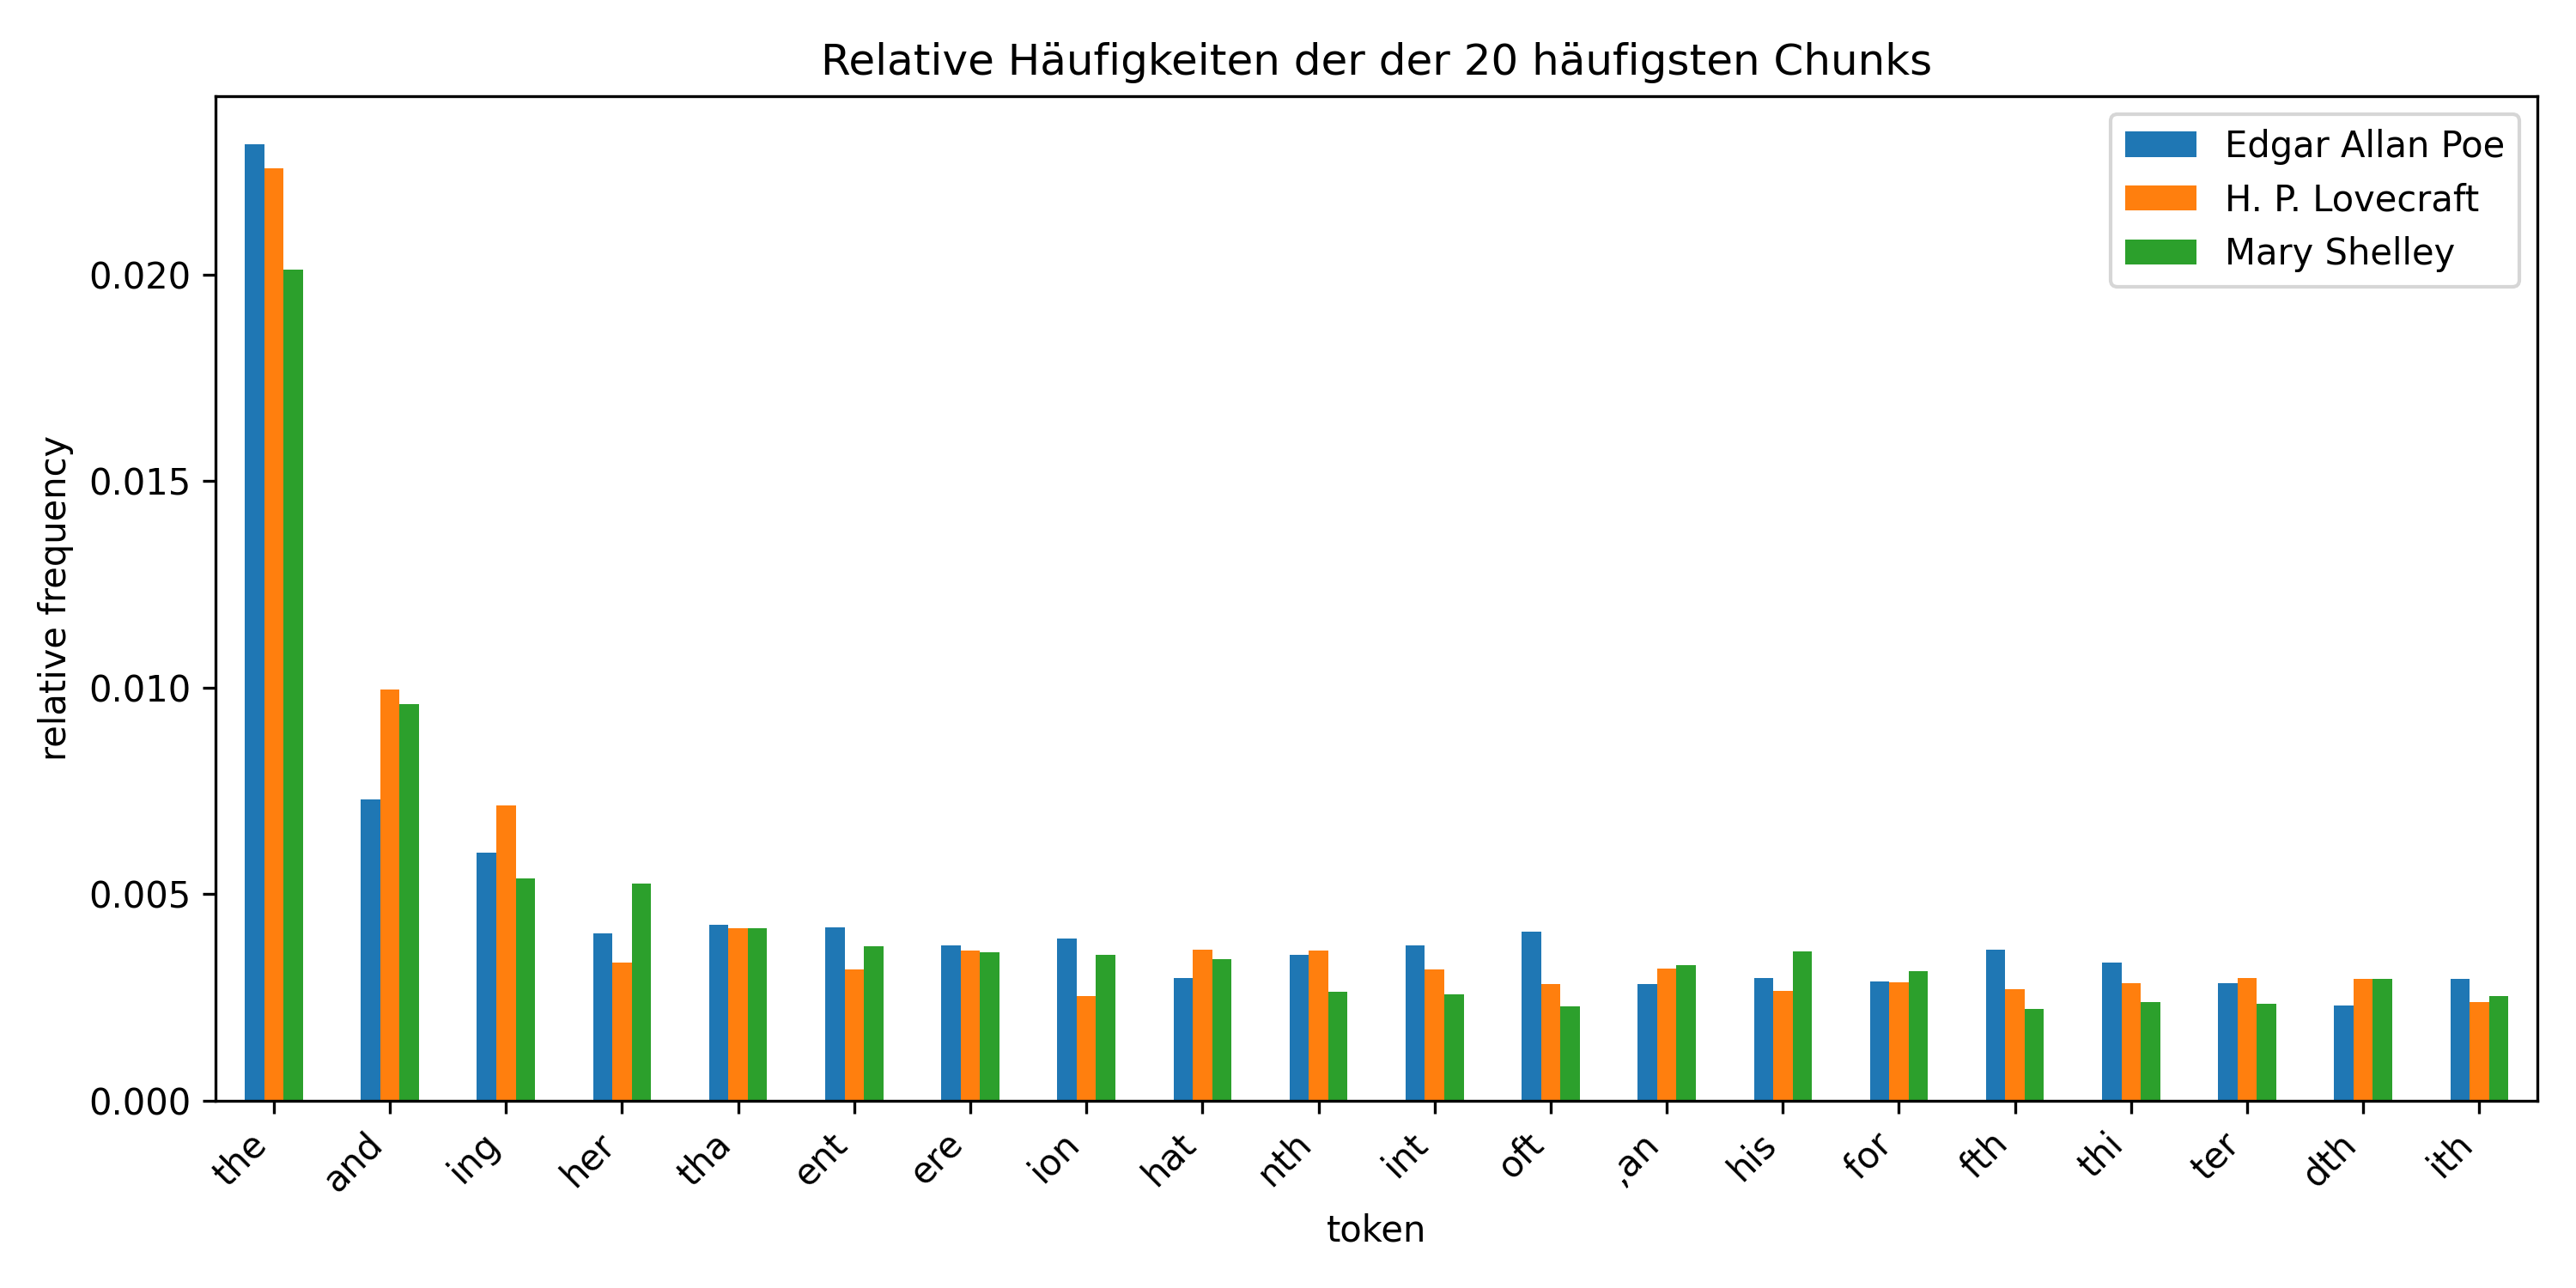 Relative Häufigkeiten der der 20 häufigsten Chunks
Edgar Allan Poe
H. P. Lovecraft
Mary Shelley
relative frequency
0.020
0.015
0.010
0.005
0.000
the and ing her tha ent ere ion hat nth int oft ,an his for fth thi ter dth ith
token